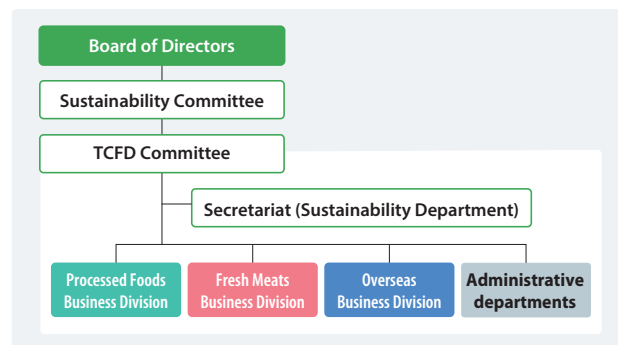 Board of Directors
Sustainability Committee
TCFD Committee
Secretariat (Sustainability Department)
Processed Foods
Business Division
Fresh Meats
Business Division
Overseas
Business Division
Administrative
departments